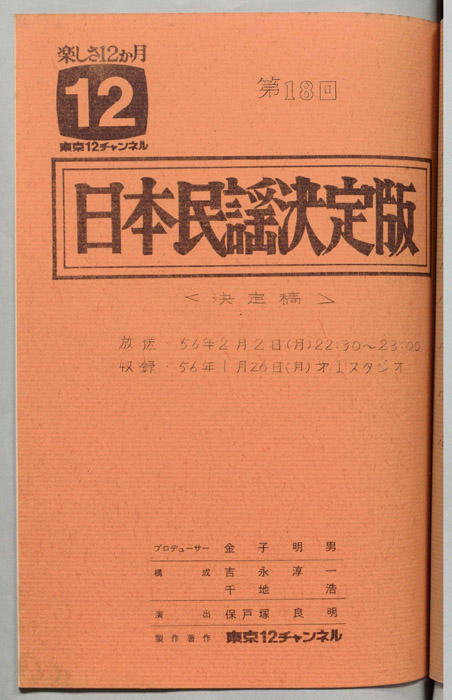 楽しさ12か月
12
東京12チャンネル
第18回
日本民謡決定版
<決定稿>
放送・56年2月2日(月)22:30~23:00
収録・56年1月26日(月)才1スタジオ
プロデューサー 金子明男
構成 吉永淳一
千地浩
演出 保戸塚良明
製作著作 東京12チャンネル